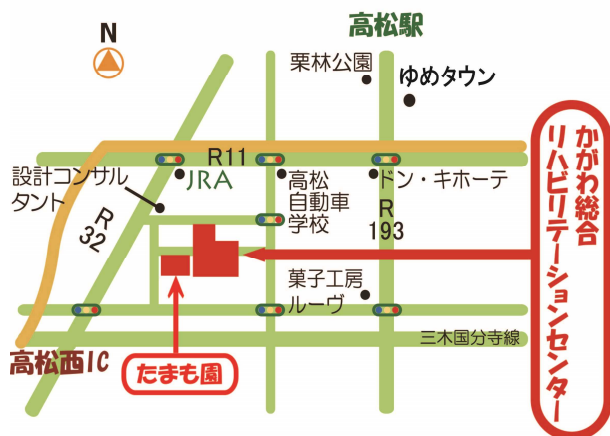 高松駅
N
栗林公園
ゆめタウン
かがわ総合
リハビリテーションセンター
R11
設計コンサル
タント
JRA
高松
自動車
学校
ドン・キホーテ
R
32
R
193
菓子工房
ルーヴ
三木国分寺線
高松西IC
たまも園